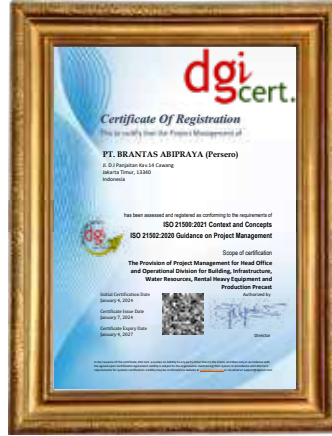 dgi
cert.
Certificate Of Registration
This is to certify that the Project Management of
PT. BRANTAS ABIPRAYA (Persero)
Jl. D.I Panjaitan Kav.14 Cawang
Jakarta Timur, 13340
Indonesia
has been assessed and registered as conforming to the requirements of
ISO 21500:2021 Context and Concepts
ISO 21502:2020 Guidance on Project Management
dgi
Scope of certification
The Provision of Project Management for Head Office
and Operational Division for Building, Infrastructure,
Water Resources, Rental Heavy Equipment and
Production Precast
Initial Certification Date
January 4, 2024
Authorized by
Certificate Issue Date
January 7, 2024
Certificate Expiry Date
January 4, 2027
Director